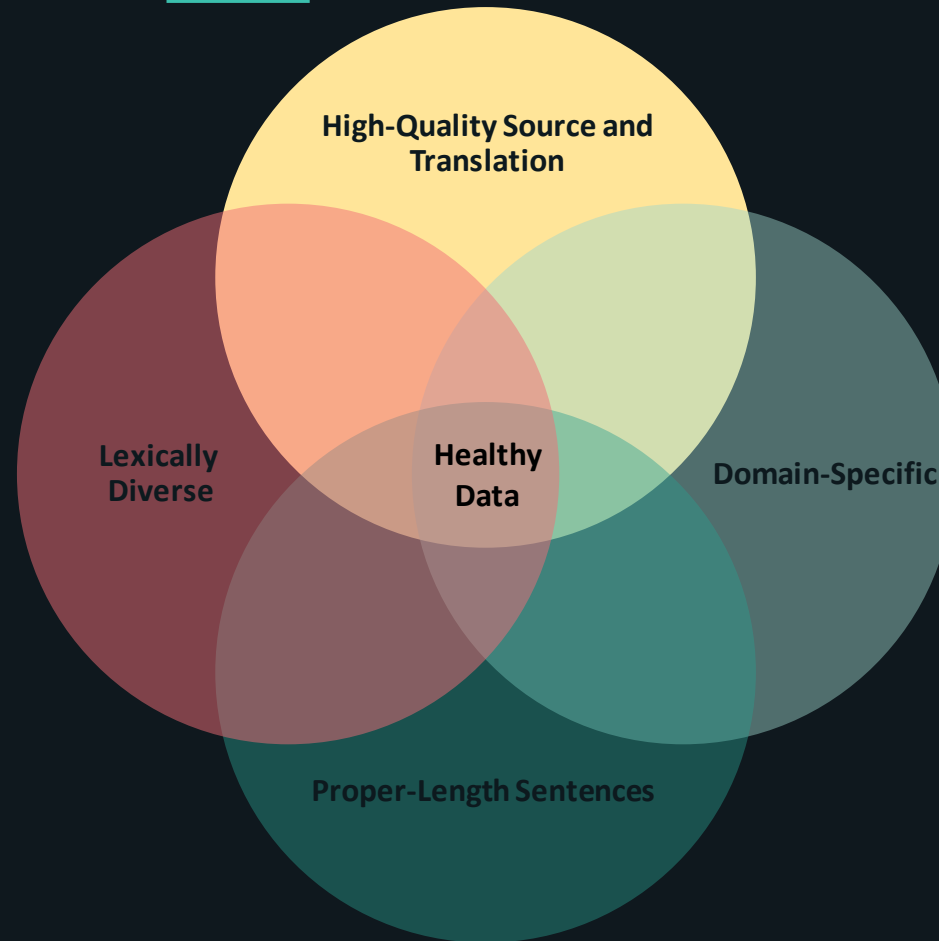 High-Quality Source and
Translation
Lexically
Diverse
Healthy
Data
Domain-Specific
Proper-Length Sentences